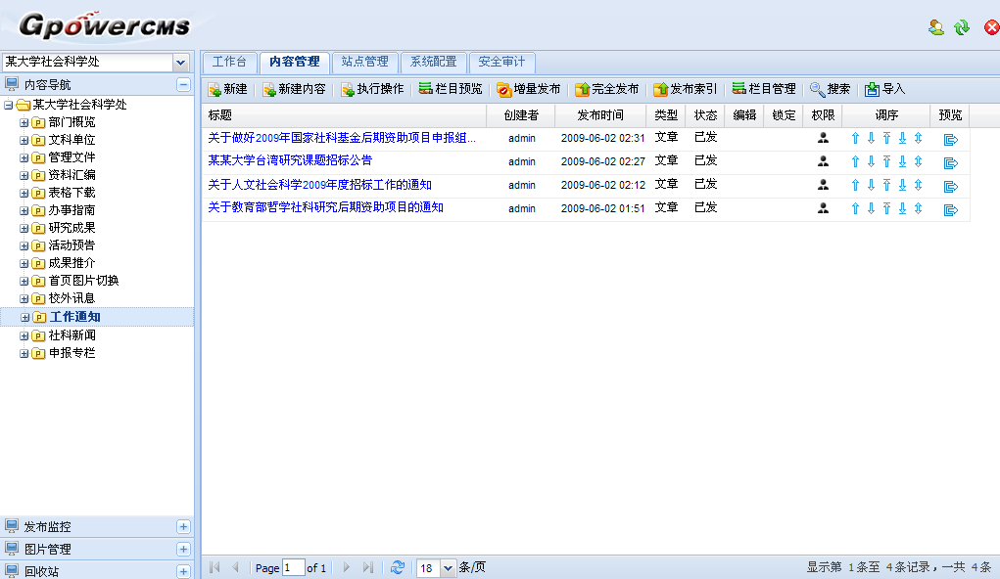 GpowerCMS
某大学社会科学处
工作台 内容管理 站点管理 系统配置 安全审计
内容导航
新建 新建内容 执行操作 栏目预览 增量发布 完全发布 发布索引 栏目管理 搜索 导入
某大学社会科学处
部门概览
文科单位
管理文件
资料汇编
表格下载
办事指南
研究成果
活动预告
成果推介
首页图片切换
校外讯息
工作通知
社科新闻
申报专栏
标题 创建者 发布时间 类型 状态 编辑 锁定 权限 调序 预览
关于做好2009年国家社科基金后期资助项目申报组... admin 2009-06-02 02:31 文章 已发
某某大学台湾研究课题招标公告 admin 2009-06-02 02:27 文章 已发
关于人文社会科学2009年度招标工作的通知 admin 2009-06-02 02:12 文章 已发
关于教育部哲学社科研究后期资助项目的通知 admin 2009-06-02 01:51 文章 已发
发布监控
图片管理
回收站
Page 1 of 1 18 条/页 显示第 1条至 4条记录，一共 4条